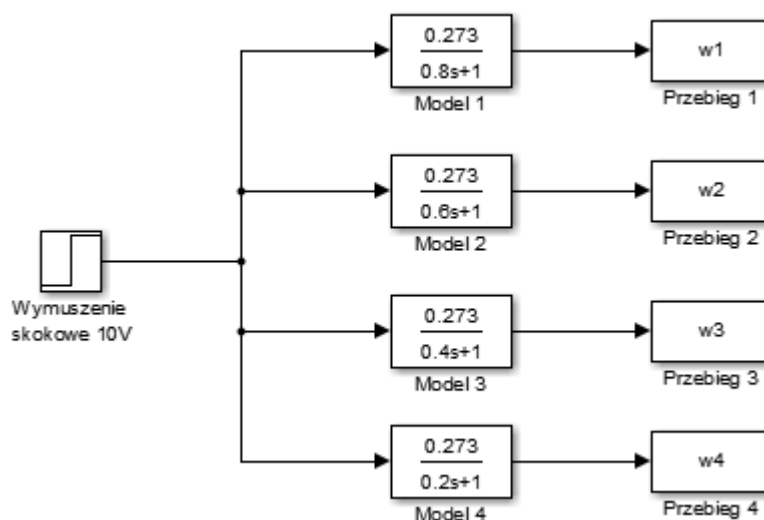 0.273
0.8s+1
Model 1
w1
Przebieg 1
0.273
0.6s+1
Model 2
w2
Przebieg 2
Wymuszenie
skokowe 10V
0.273
0.4s+1
Model 3
w3
Przebieg 3
0.273
0.2s+1
Model 4
w4
Przebieg 4